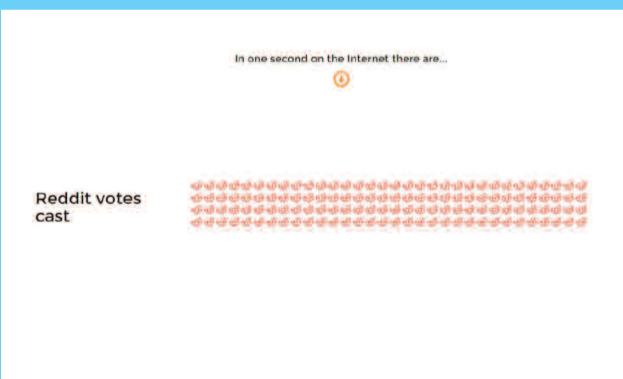 In one second on the Internet there are...
Reddit votes
cast